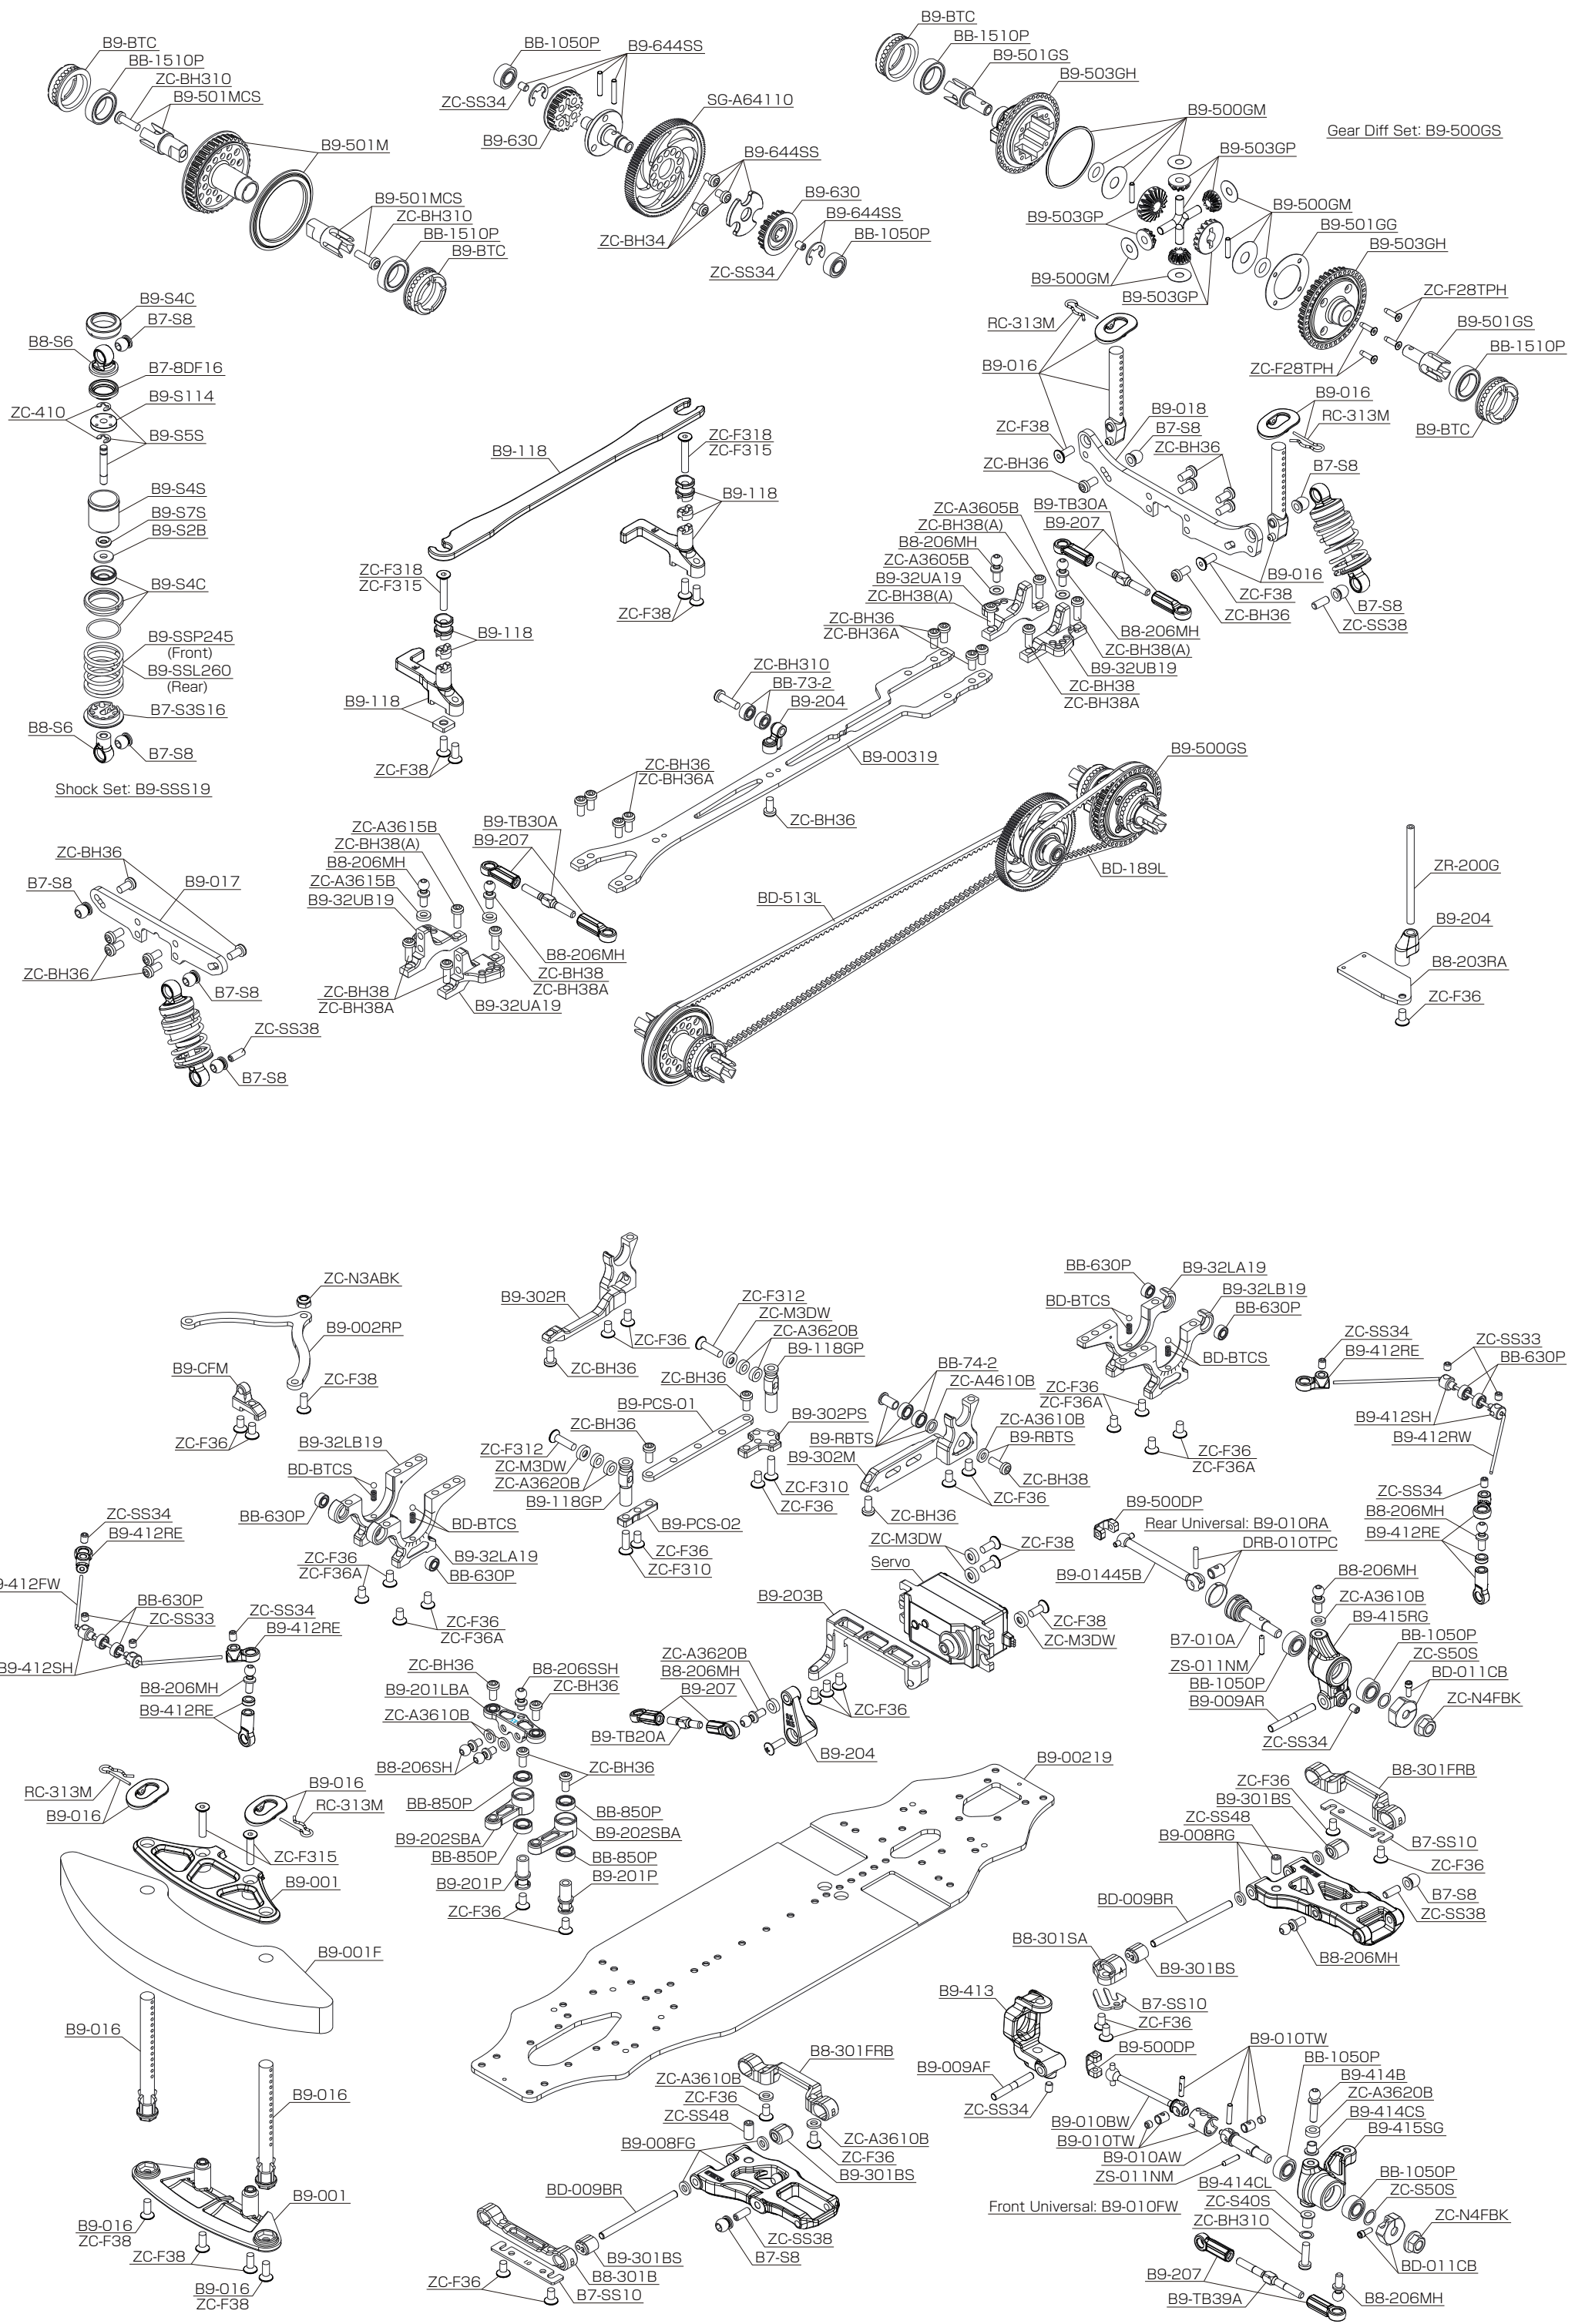 B9-BTC
BB-1510P
ZC-BH310
B9-501MCS
B9-501M
B9-501MCS
ZC-BH310
BB-1510P
B9-BTC
BB-1050P
B9-644SS
ZC-SS34
B9-630
SG-A64110
B9-644SS
B9-630
B9-644SS
BB-1050P
ZC-BH34
ZC-SS34
B9-BTC
BB-1510P
B9-501GS
B9-503GH
B9-500GM
Gear Diff Set: B9-500GS
B9-503GP
B9-503GP
B9-500GM
B9-501GG
B9-503GH
B9-500GM
B9-503GP
ZC-F28TPH
B9-501GS
BB-1510P
ZC-F28TPH
B9-BTC
B9-S4C
B7-S8
B8-S6
B7-8DF16
B9-S114
ZC-410
B9-S5S
B9-S4S
B9-S7S
B9-S2B
B9-S4C
B9-SSP245
(Front)
B9-SSL260
(Rear)
B7-S3S16
B8-S6
B7-S8
Shock Set: B9-SSS19
B9-118
ZC-F318
ZC-F315
B9-118
ZC-F318
ZC-F315
ZC-F38
B9-118
B9-118
ZC-F38
RC-313M
B9-016
B9-018
ZC-F38
B7-S8
ZC-BH36
ZC-BH36
B9-016
RC-313M
B7-S8
B9-016
ZC-F38
ZC-BH36
B7-S8
ZC-SS38
B9-TB30A
B9-207
ZC-A3605B
ZC-BH38(A)
B8-206MH
ZC-A3605B
B9-32UA19
ZC-BH38(A)
ZC-BH36
ZC-BH36A
B8-206MH
ZC-BH38(A)
B9-32UB19
ZC-BH38
ZC-BH38A
ZC-BH310
BB-73-2
B9-204
B9-00319
ZC-BH36
ZC-BH36A
ZC-BH36
B9-500GS
BD-189L
BD-513L
B9-TB30A
B9-207
ZC-A3615B
ZC-BH38(A)
B8-206MH
ZC-A3615B
B9-32UB19
B8-206MH
ZC-BH38
ZC-BH38A
ZC-BH38
ZC-BH38A
B9-32UA19
ZC-BH36
B7-S8
B9-017
ZC-BH36
B7-S8
ZC-SS38
B7-S8
ZR-200G
B9-204
B8-203RA
ZC-F36
ZC-N3ABK
B9-002RP
B9-CFM
ZC-F38
ZC-F36
B9-302R
ZC-F36
ZC-BH36
ZC-F312
ZC-M3DW
ZC-A3620B
B9-118GP
ZC-BH36
B9-PCS-01
ZC-BH36
B9-302PS
ZC-F312
ZC-M3DW
ZC-A3620B
B9-118GP
ZC-F310
ZC-F36
B9-PCS-02
ZC-F36
ZC-F310
BB-74-2
ZC-A4610B
ZC-A3610B
B9-RBTS
B9-RBTS
B9-302M
ZC-BH38
ZC-F36
ZC-BH36
BB-630P
B9-32LA19
B9-32LB19
BB-630P
BD-BTCS
BD-BTCS
ZC-F36
ZC-F36A
ZC-F36
ZC-F36A
ZC-SS34
B9-412RE
ZC-SS33
BB-630P
B9-412SH
B9-412RW
ZC-SS34
B8-206MH
B9-412RE
B9-32LB19
BD-BTCS
BB-630P
BD-BTCS
B9-32LA19
BB-630P
ZC-F36
ZC-F36A
ZC-F36
ZC-F36A
ZC-SS34
B9-412RE
9-412FW
BB-630P
ZC-SS33
ZC-SS34
B9-412RE
B9-412SH
B8-206MH
B9-412RE
Servo
ZC-M3DW
ZC-F38
ZC-F38
ZC-M3DW
B9-203B
ZC-F36
ZC-A3620B
B8-206MH
B9-207
B9-TB20A
B9-204
ZC-BH36
B8-206SSH
B9-201LBA
ZC-BH36
ZC-A3610B
B8-206SH
ZC-BH36
BB-850P
BB-850P
B9-202SBA
B9-202SBA
BB-850P
BB-850P
B9-201P
B9-201P
ZC-F36
B9-500DP
Rear Universal: B9-010RA
DRB-010TPC
B9-01445B
B8-206MH
ZC-A3610B
B9-415RG
B7-010A
ZS-011NM
BB-1050P
B9-009AR
BB-1050P
ZC-S50S
BD-011CB
ZC-N4FBK
ZC-SS34
RC-313M
B9-016
B9-016
RC-313M
ZC-F315
B9-001
B9-001F
B9-016
B9-016
B9-001
B9-016
ZC-F38
ZC-F38
B9-016
ZC-F38
B9-00219
B8-301FRB
ZC-F36
B9-301BS
ZC-SS48
B9-008RG
B7-SS10
ZC-F36
B7-S8
ZC-SS38
B8-206MH
BD-009BR
B8-301SA
B9-301BS
B7-SS10
ZC-F36
B9-413
B9-009AF
ZC-SS34
B9-500DP
B9-010TW
BB-1050P
B9-414B
ZC-A3620B
B9-414CS
B9-415SG
B9-010BW
B9-010TW
B9-010AW
ZS-011NM
BB-1050P
ZC-S50S
ZC-N4FBK
B9-414CL
ZC-S40S
ZC-BH310
Front Universal: B9-010FW
BD-011CB
B9-207
B9-TB39A
B8-206MH
B8-301FRB
ZC-A3610B
ZC-F36
ZC-SS48
B9-008FG
ZC-A3610B
ZC-F36
B9-301BS
BD-009BR
ZC-SS38
B7-S8
B9-301BS
B8-301B
B7-SS10
ZC-F36